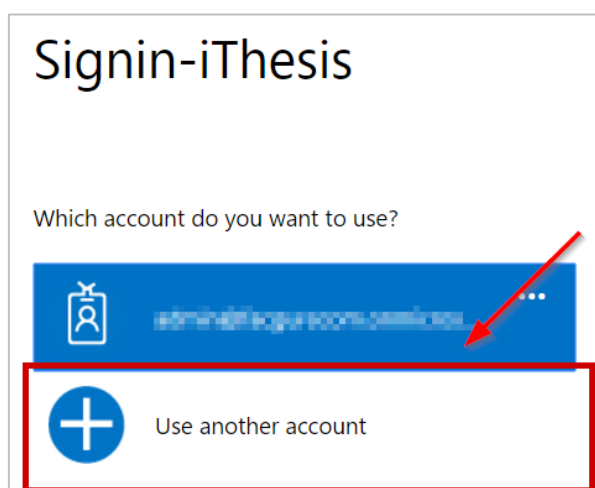 Signin-iThesis
Which account do you want to use?
Use another account